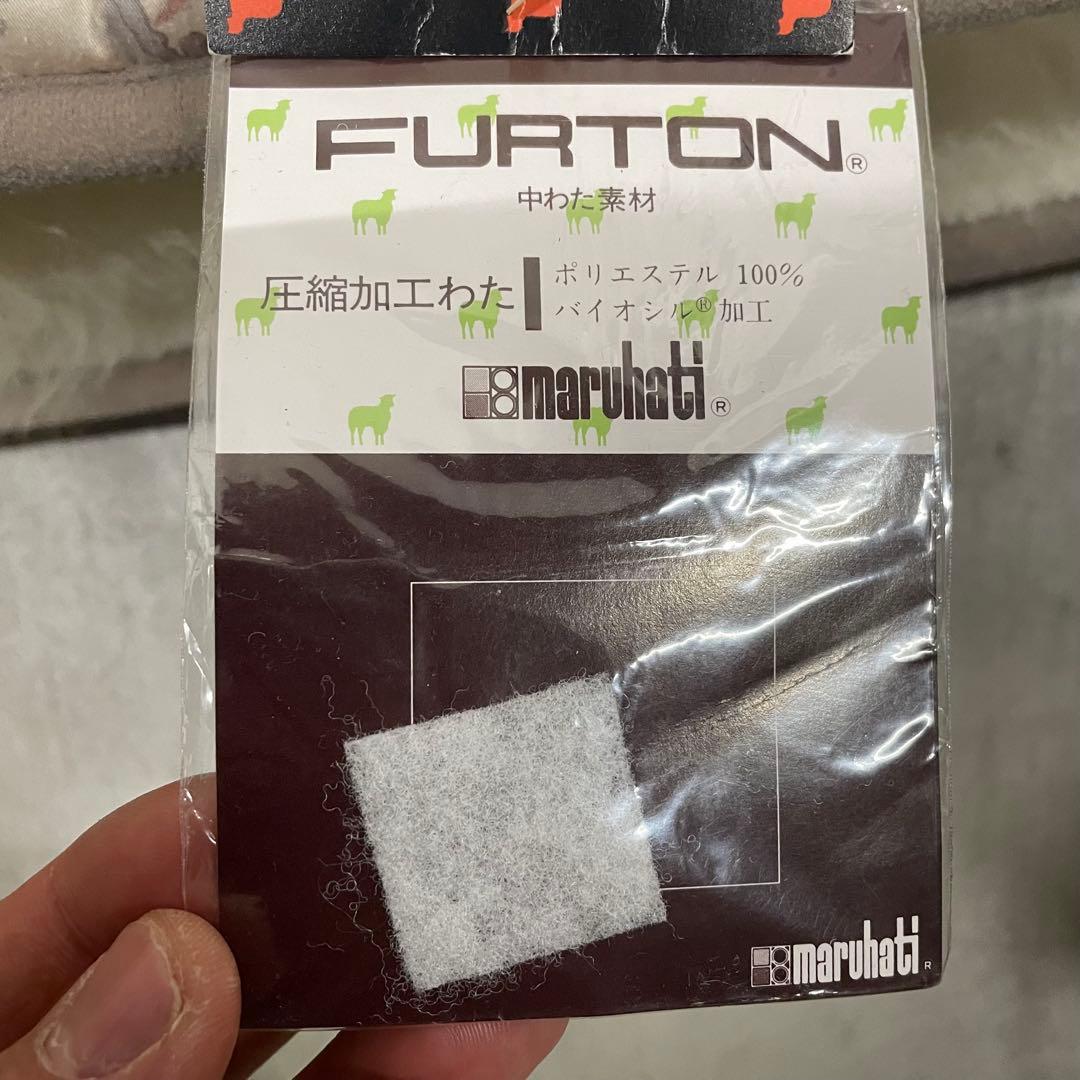 FURTON®
中わた素材
圧縮加工わた
ポリエステル 100%
バイオシル®加工
maruhati®
maruhati®